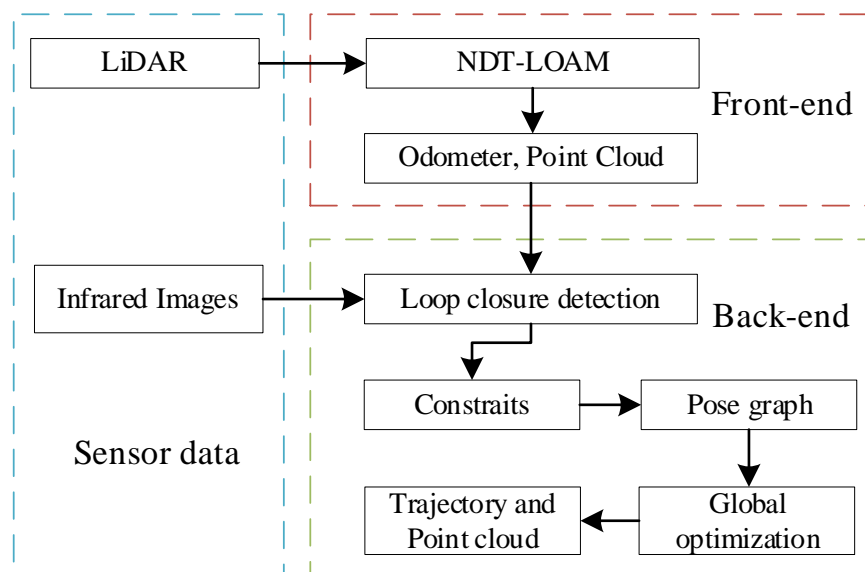 LiDAR
NDT-LOAM
Front-end
Odometer, Point Cloud
Infrared Images
Loop closure detection
Back-end
Constraits
Pose graph
Sensor data
Trajectory and
Point cloud
Global
optimization